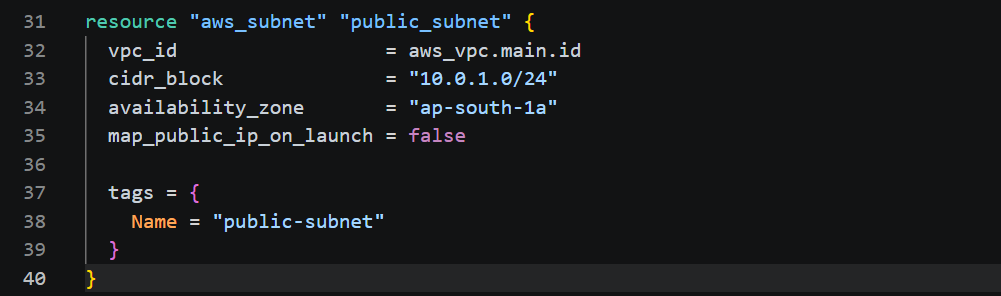 31 resource "aws_subnet" "public_subnet" {
32   vpc_id                  = aws_vpc.main.id
33   cidr_block              = "10.0.1.0/24"
34   availability_zone       = "ap-south-1a"
35   map_public_ip_on_launch = false
36
37   tags = {
38     Name = "public-subnet"
39   }
40 }